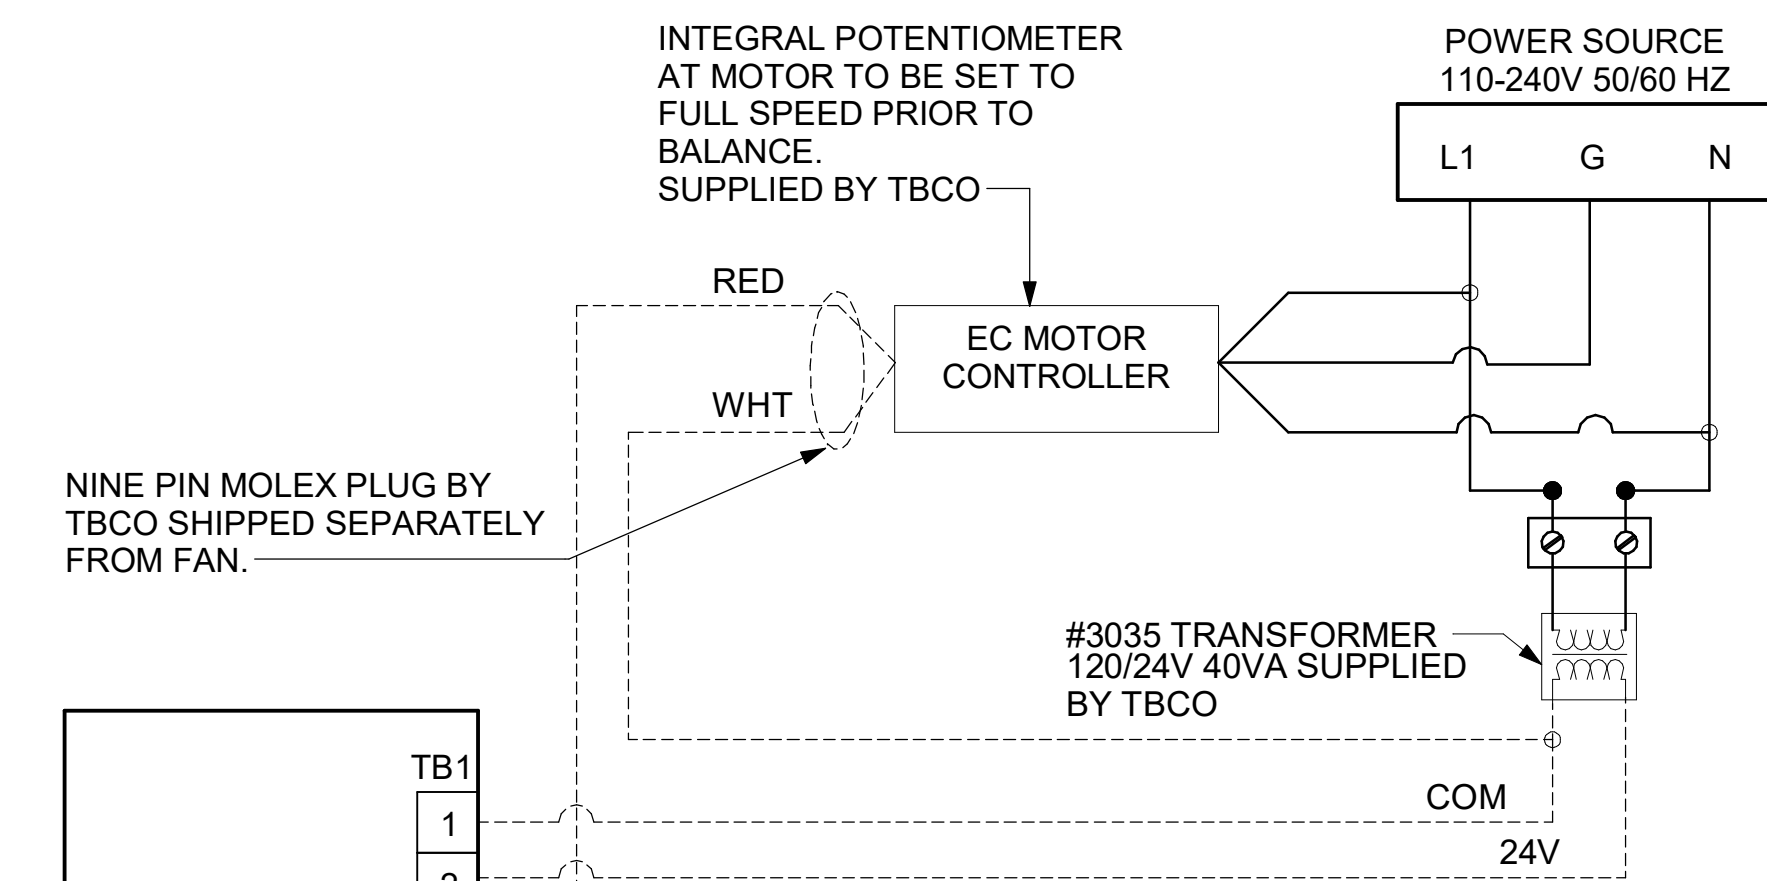 INTEGRAL POTENTIOMETER
AT MOTOR TO BE SET TO
FULL SPEED PRIOR TO
BALANCE.
SUPPLIED BY TBCO
POWER SOURCE
110-240V 50/60 HZ
L1 G N
RED
EC MOTOR
CONTROLLER
WHT
NINE PIN MOLEX PLUG BY
TBCO SHIPPED SEPARATELY
FROM FAN.
#3035 TRANSFORMER
120/24V 40VA SUPPLIED
BY TBCO
TB1
COM
1
24V
2